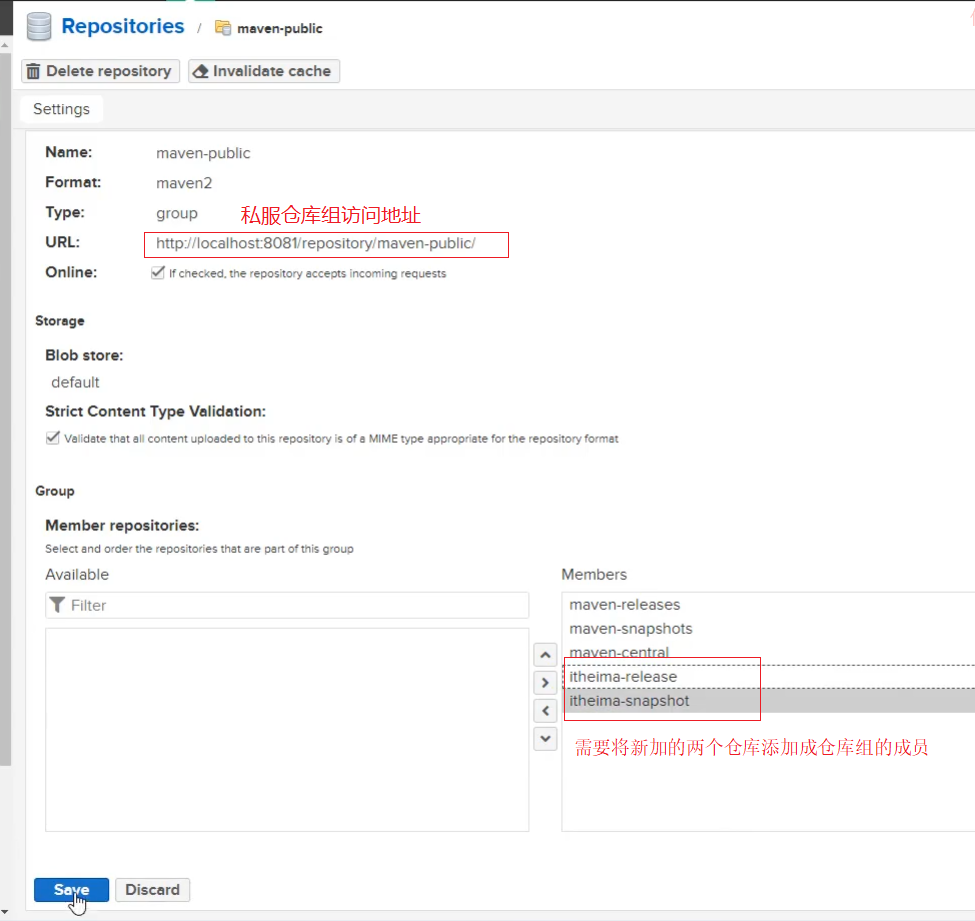 Repositories / maven-public
Delete repository Invalidate cache
Settings
Name: maven-public
Format: maven2
Type: group 私服仓库组访问地址
URL: http://localhost:8081/repository/maven-public/
Online: If checked, the repository accepts incoming requests
Storage
Blob store:
default
Strict Content Type Validation:
Validate that all content uploaded to this repository is of a MIME type appropriate for the repository format
Group
Member repositories:
Select and order the repositories that are part of this group
Available Members
Filter
maven-releases
maven-snapshots
maven-central
itheima-release
itheima-snapshot
需要将新加的两个仓库添加成仓库组的成员
Save Discard